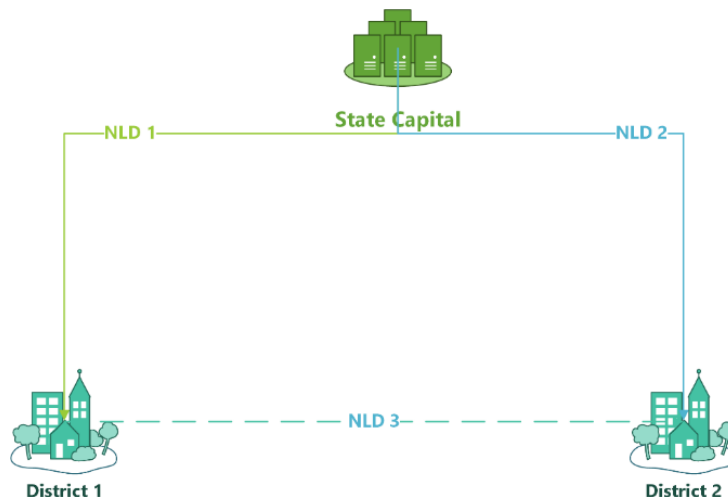 State Capital
NLD 1
NLD 2
NLD 3
District 1
District 2